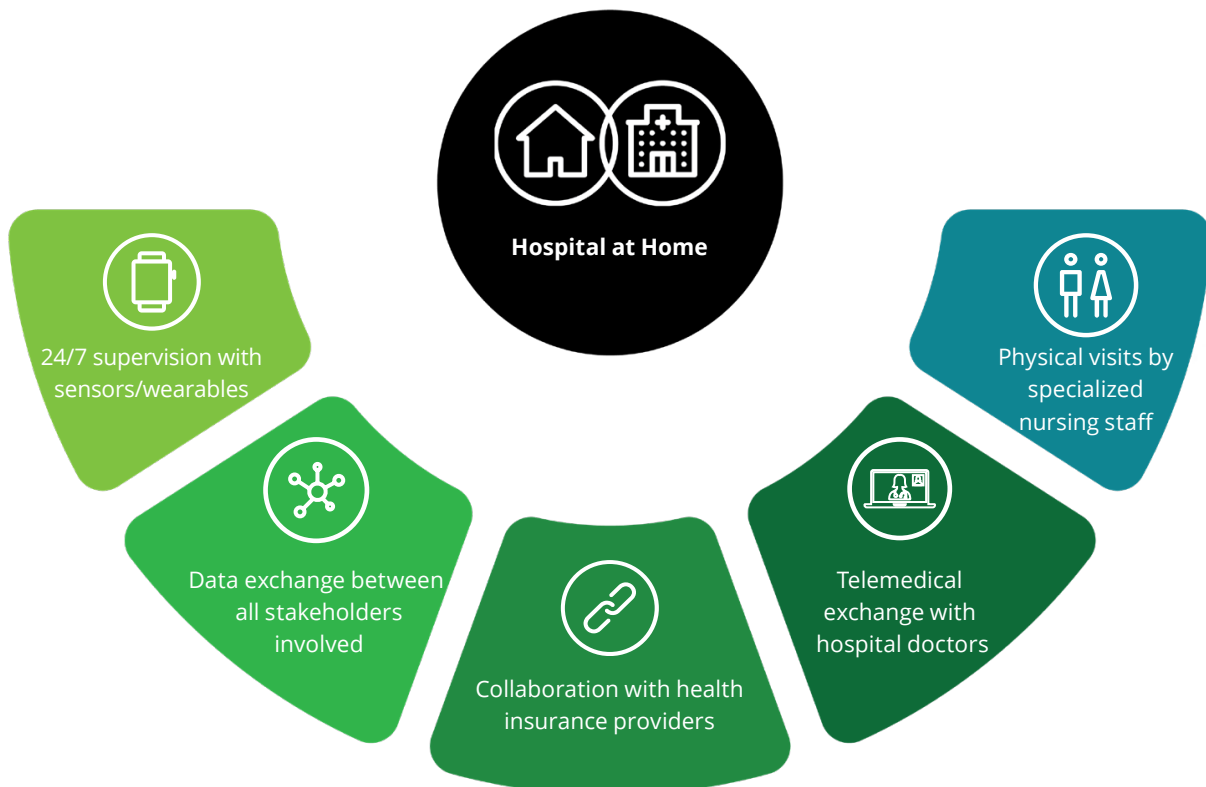 Hospital at Home
24/7 supervision with
sensors/wearables
Data exchange between
all stakeholders
involved
Collaboration with health
insurance providers
Telemedical
exchange with
hospital doctors
Physical visits by
specialized
nursing staff